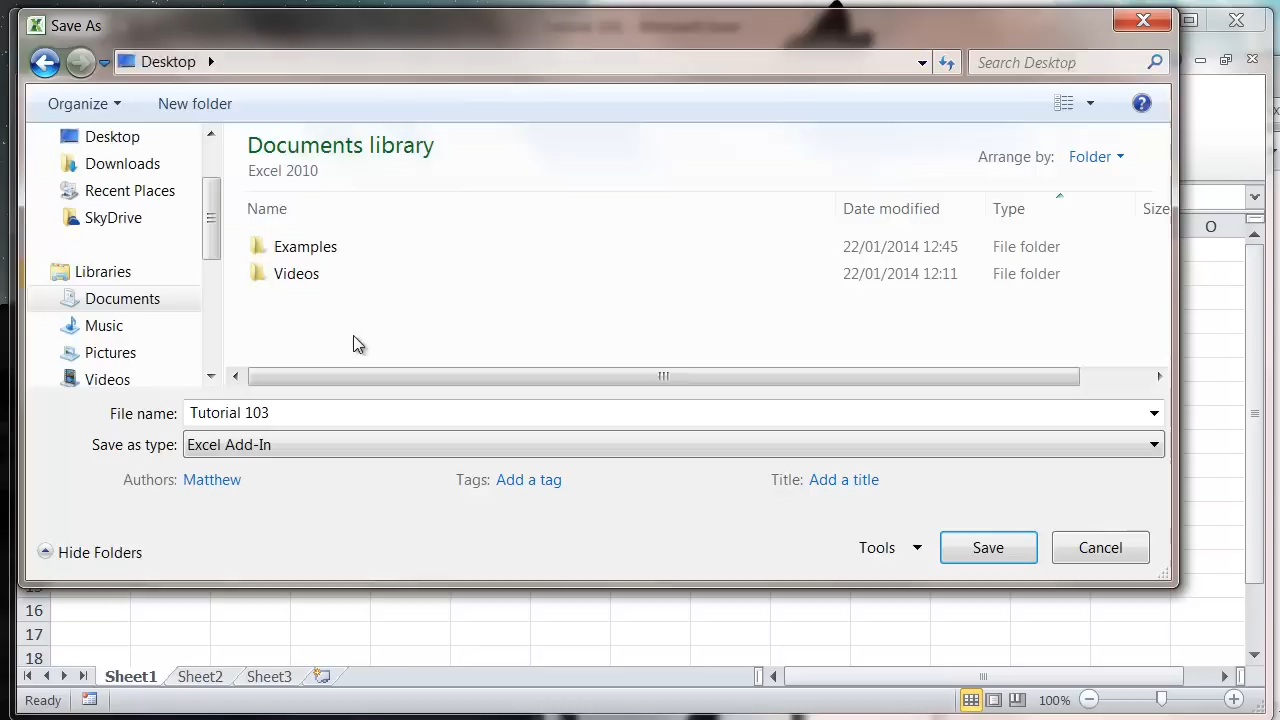 Save As
Desktop
Search Desktop
Organize New folder
Desktop
Downloads
Recent Places
SkyDrive
Libraries
Documents
Music
Pictures
Videos
Documents library
Excel 2010
Arrange by: Folder
Name Date modified Type Size
Examples 22/01/2014 12:45 File folder
Videos 22/01/2014 12:11 File folder
File name: Tutorial 103
Save as type: Excel Add-In
Authors: Matthew Tags: Add a tag Title: Add a title
Hide Folders Tools Save Cancel
O
16
17
18
Sheet1 Sheet2 Sheet3
Ready 100%